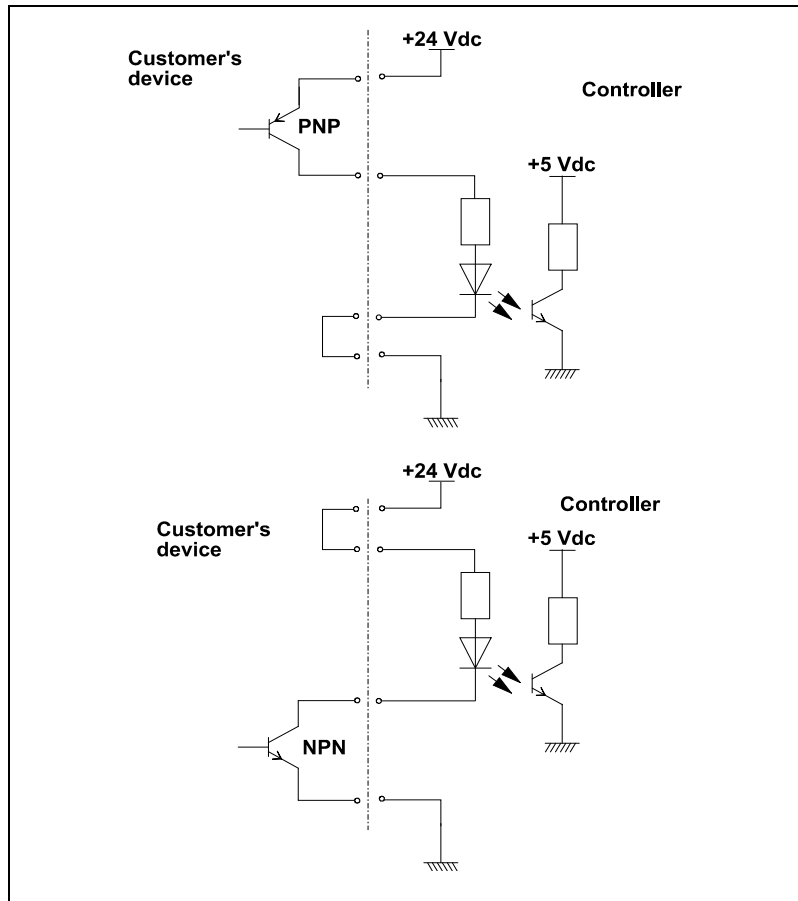 +24 Vdc
Customer's
device
Controller
PNP
+5 Vdc
+24 Vdc
Controller
Customer's
device
+5 Vdc
NPN